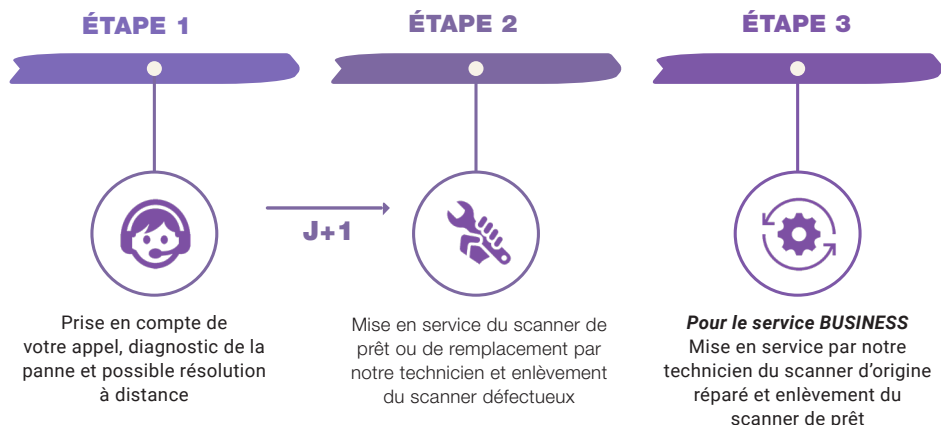 ÉTAPE 1
ÉTAPE 2
ÉTAPE 3
J+1
Prise en compte de
votre appel, diagnostic de la
panne et possible résolution
à distance
Mise en service du scanner de
prêt ou de remplacement par
notre technicien et enlèvement
du scanner défectueux
Pour le service BUSINESS
Mise en service par notre
technicien du scanner d'origine
réparé et enlèvement du
scanner de prêt